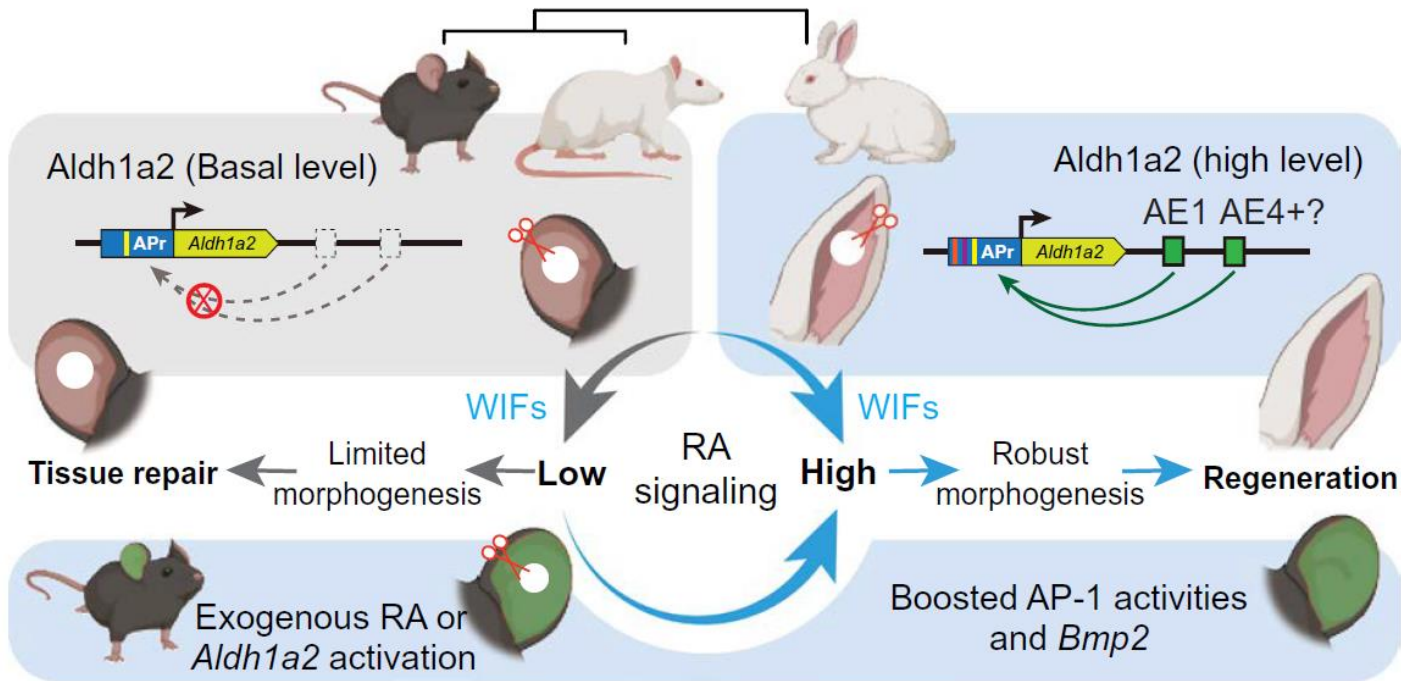 Aldh1a2 (Basal level)
APr
Aldh1a2
Aldh1a2 (high level)
AE1 AE4+?
APr
Aldh1a2
WIFs
WIFs
Tissue repair
Limited
morphogenesis
Low
RA
signaling
High
Robust
morphogenesis
Regeneration
Exogenous RA or
Aldh1a2 activation
Boosted AP-1 activities
and Bmp2